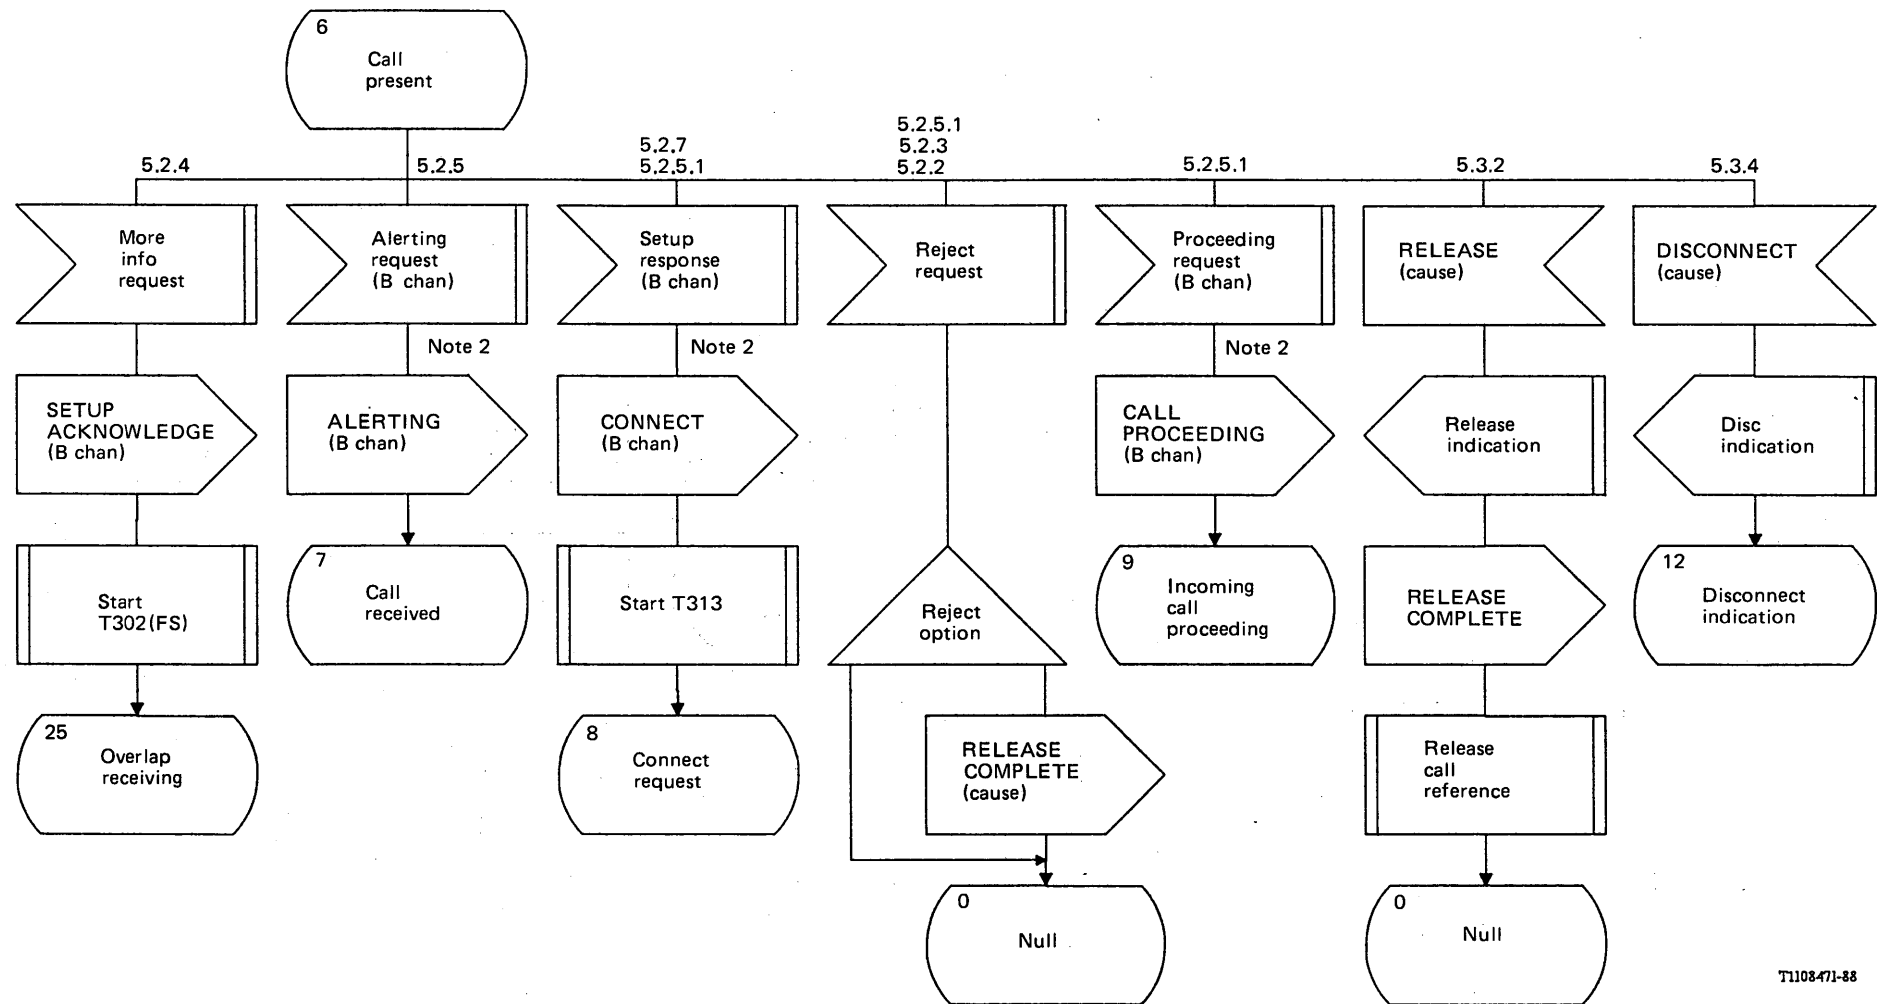 6
Call
present
5.2.4
5.2.5
5.2.7
5.2.5.1
5.2.5.1
5.2.3
5.2.2
5.2.5.1
5.3.2
5.3.4
More
info
request
Alerting
request
(B chan)
Setup
response
(B chan)
Reject
request
Proceeding
request
(B chan)
RELEASE
(cause)
DISCONNECT
(cause)
Note 2
Note 2
Note 2
SETUP
ACKNOWLEDGE
(B chan)
ALERTING
(B chan)
CONNECT
(B chan)
CALL
PROCEEDING
(B chan)
Release
indication
Disc
indication
Start
T302(FS)
7
Call
received
Start T313
Reject
option
9
Incoming
call
proceeding
RELEASE
COMPLETE
12
Disconnect
indication
25
Overlap
receiving
8
Connect
request
RELEASE
COMPLETE
(cause)
Release
call
reference
0
Null
0
Null
T1108471-88